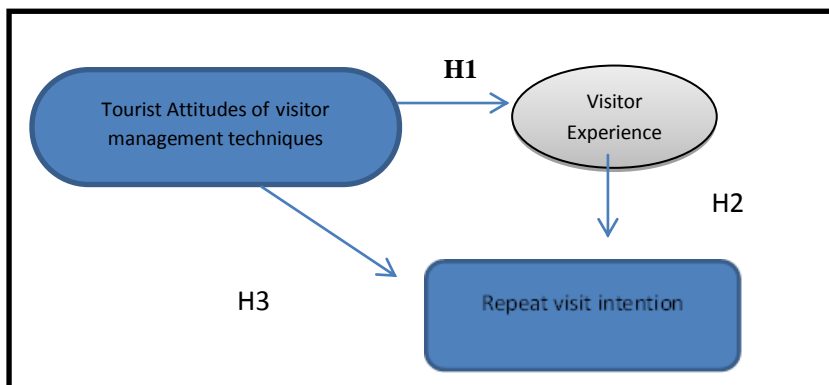 H1
Tourist Attitudes of visitor
management techniques
Visitor
Experience
H2
H3
Repeat visit intention